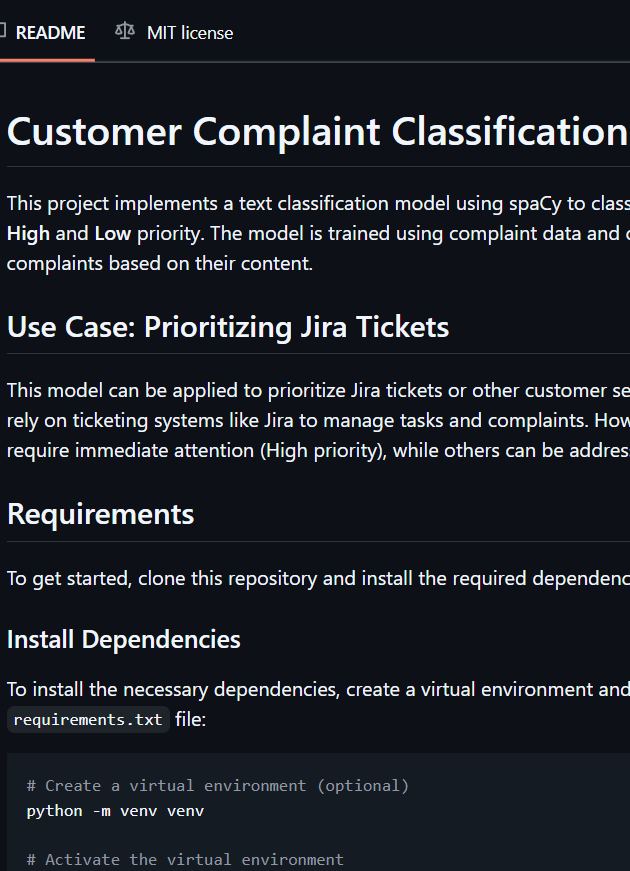 README MIT license
Customer Complaint Classification
This project implements a text classification model using spaCy to
High and Low priority. The model is trained using complaint data and
complaints based on their content.
Use Case: Prioritizing Jira Tickets
This model can be applied to prioritize Jira tickets or other customer
rely on ticketing systems like Jira to manage tasks and complaints.
require immediate attention (High priority), while others can be
Requirements
To get started, clone this repository and install the required
Install Dependencies
To install the necessary dependencies, create a virtual environment and
requirements.txt file:
# Create a virtual environment (optional)
python -m venv venv
# Activate the virtual environment